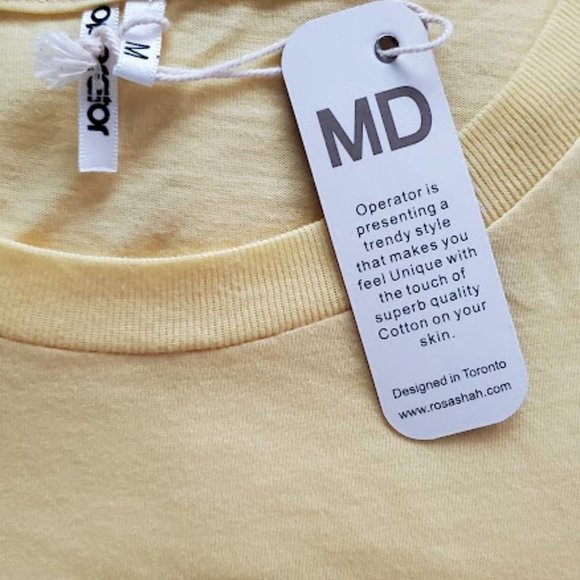 M
MD
Operator is
presenting a
trendy style
that makes you
feel Unique with
the touch of
superb quality
Cotton on your
skin.
Designed in Toronto
www.rosashah.com